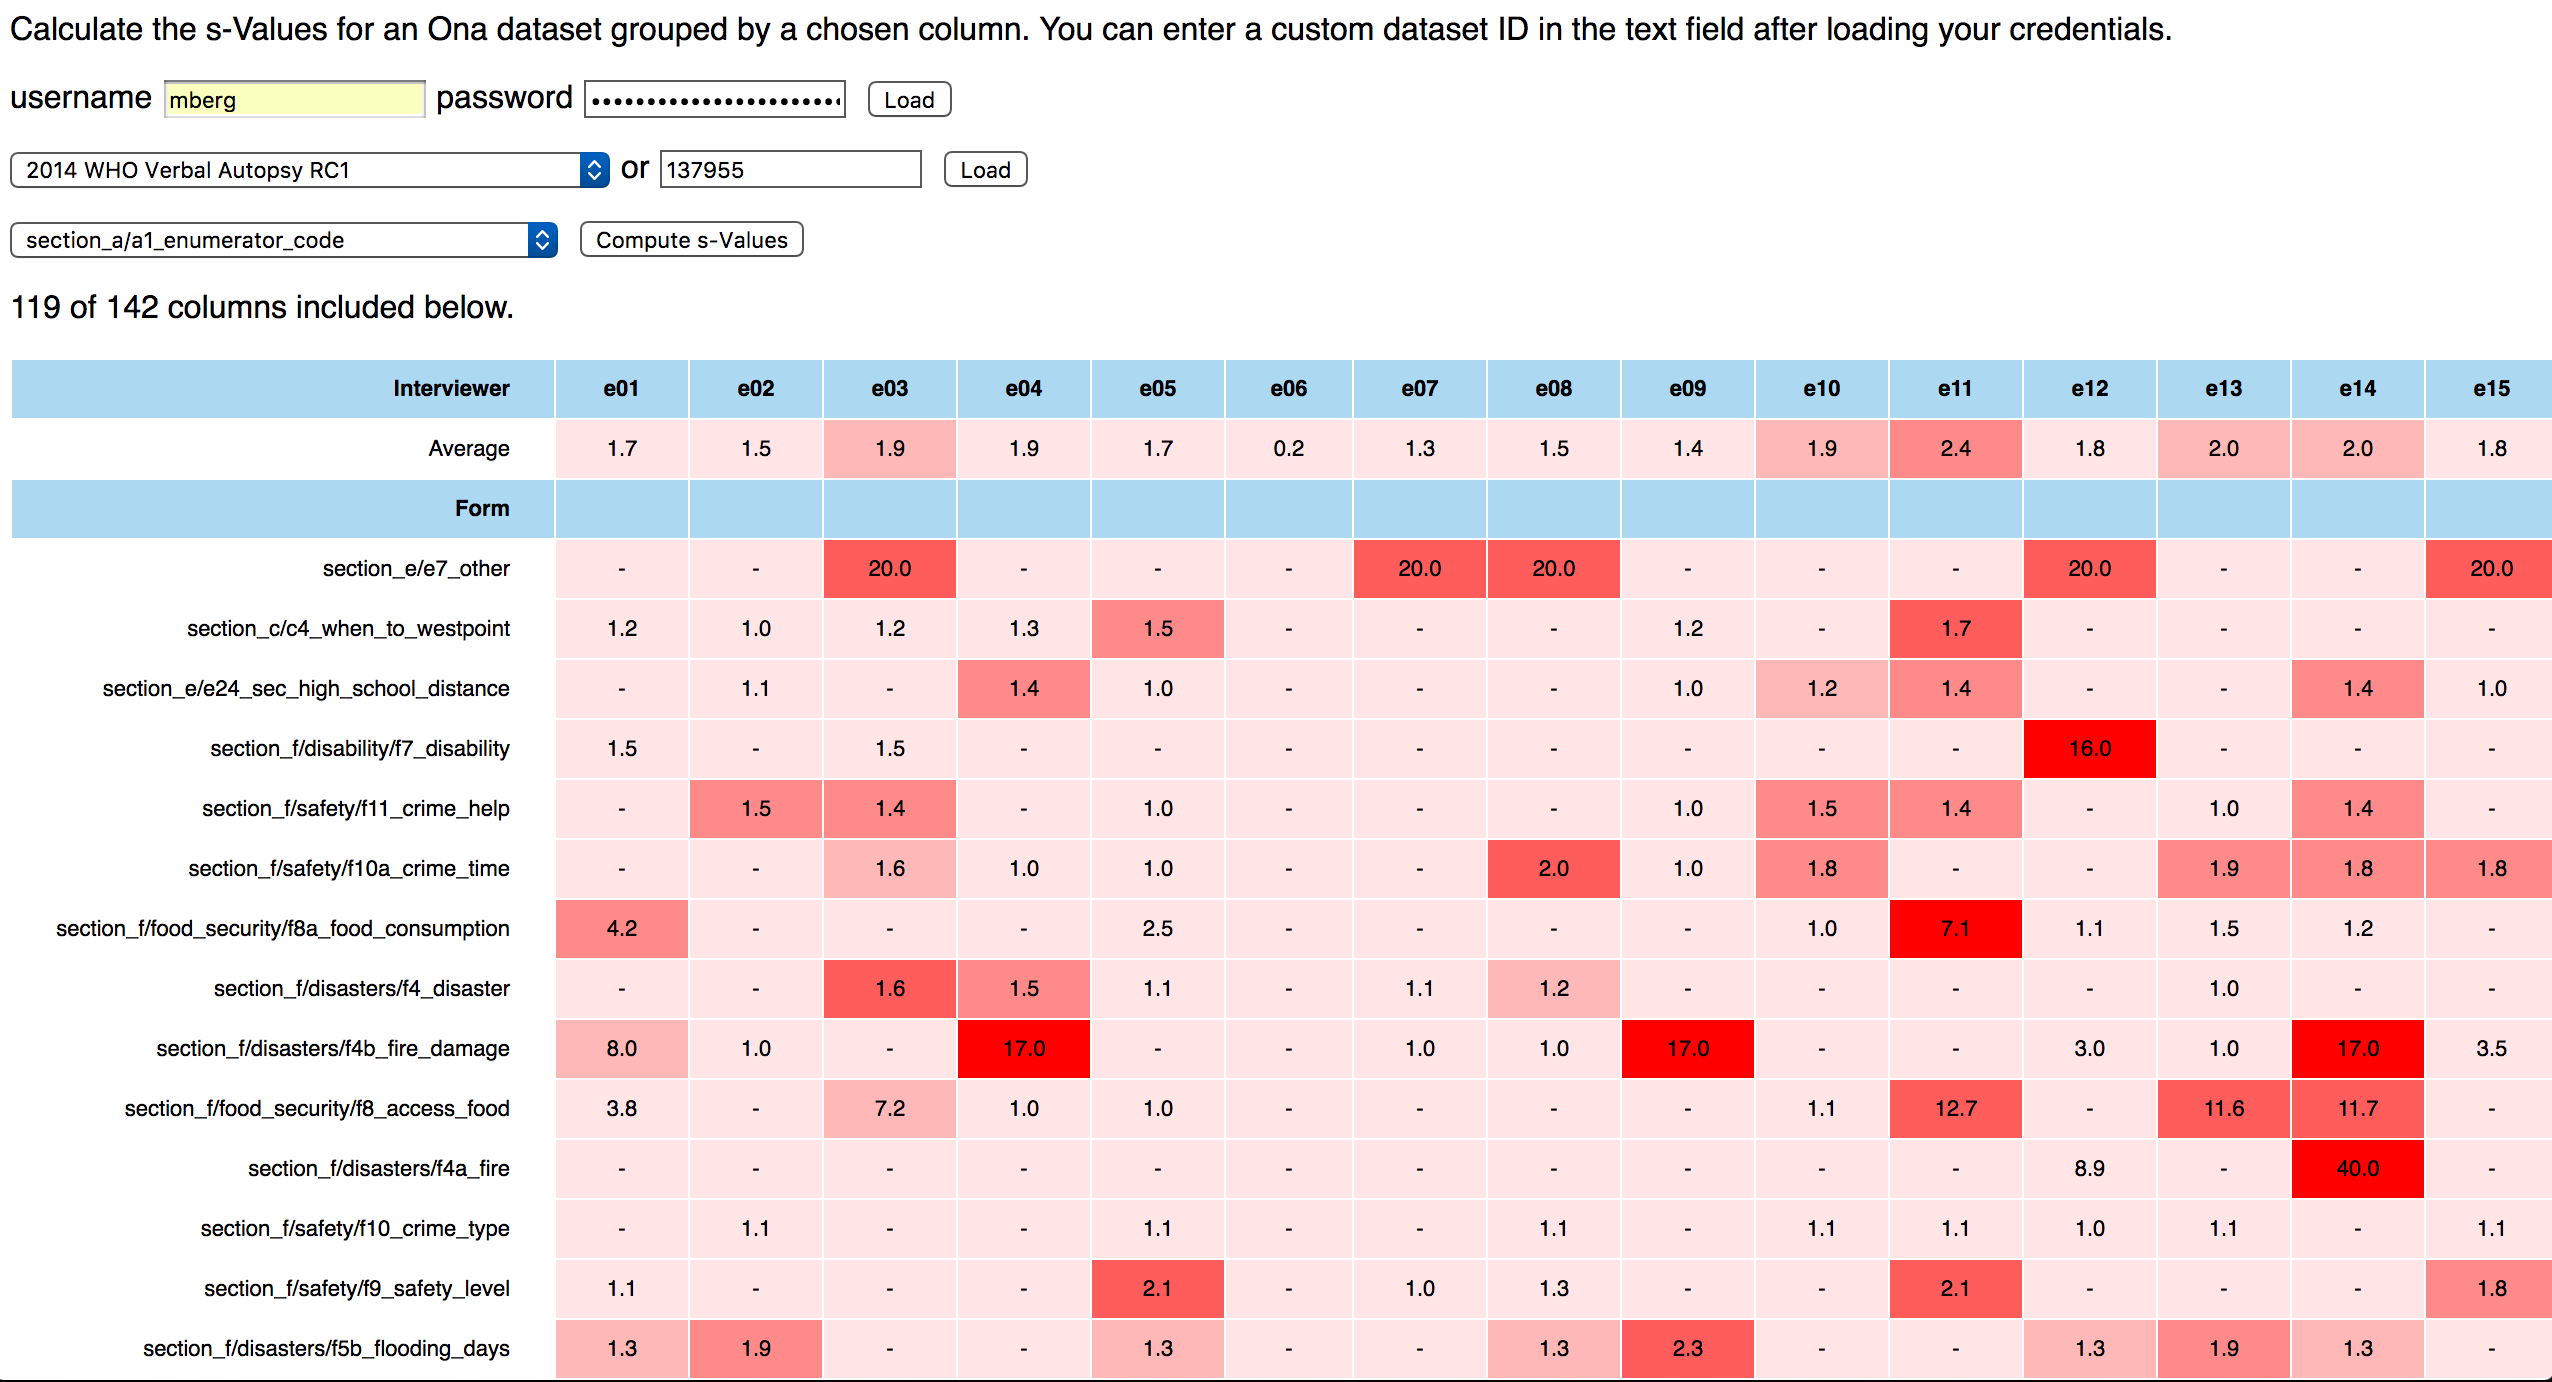 Calculate the s-Values for an Ona dataset grouped by a chosen column. You can enter a custom dataset ID in the text field after loading your credentials.
username mberg password •••••••••••••••••••••••• Load
2014 WHO Verbal Autopsy RC1 or 137955 Load
section_a/a1_enumerator_code Compute s-Values
119 of 142 columns included below.
Interviewer e01 e02 e03 e04 e05 e06 e07 e08 e09 e10 e11 e12 e13 e14 e15
Average 1.7 1.5 1.9 1.9 1.7 0.2 1.3 1.5 1.4 1.9 2.4 1.8 2.0 2.0 1.8
Form
section_e/e7_other - - 20.0 - - - 20.0 20.0 - - - 20.0 - - 20.0
section_c/c4_when_to_westpoint 1.2 1.0 1.2 1.3 1.5 - - - 1.2 - 1.7 - - - -
section_e/e24_sec_high_school_distance - 1.1 - 1.4 1.0 - - - 1.0 1.2 1.4 - - 1.4 1.0
section_f/disability/f7_disability 1.5 - 1.5 - - - - - - - - 16.0 - - -
section_f/safety/f11_crime_help - 1.5 1.4 - 1.0 - - - 1.0 1.5 1.4 - 1.0 1.4 -
section_f/safety/f10a_crime_time - - 1.6 1.0 1.0 - - 2.0 1.0 1.8 - - 1.9 1.8 1.8
section_f/food_security/f8a_food_consumption 4.2 - - - 2.5 - - - - 1.0 7.1 1.1 1.5 1.2 -
section_f/disasters/f4_disaster - - 1.6 1.5 1.1 - 1.1 1.2 - - - - 1.0 - -
section_f/disasters/f4b_fire_damage 8.0 1.0 - 17.0 - - 1.0 1.0 17.0 - - 3.0 1.0 17.0 3.5
section_f/food_security/f8_access_food 3.8 - 7.2 1.0 1.0 - - - - 1.1 12.7 - 11.6 11.7 -
section_f/disasters/f4a_fire - - - - - - - - - - - 8.9 - 40.0 -
section_f/safety/f10_crime_type - 1.1 - - 1.1 - - 1.1 - 1.1 1.1 1.0 1.1 - 1.1
section_f/safety/f9_safety_level 1.1 - - - 2.1 - 1.0 1.3 - - 2.1 - - - 1.8
section_f/disasters/f5b_flooding_days 1.3 1.9 - - 1.3 - - 1.3 2.3 - - 1.3 1.9 1.3 -